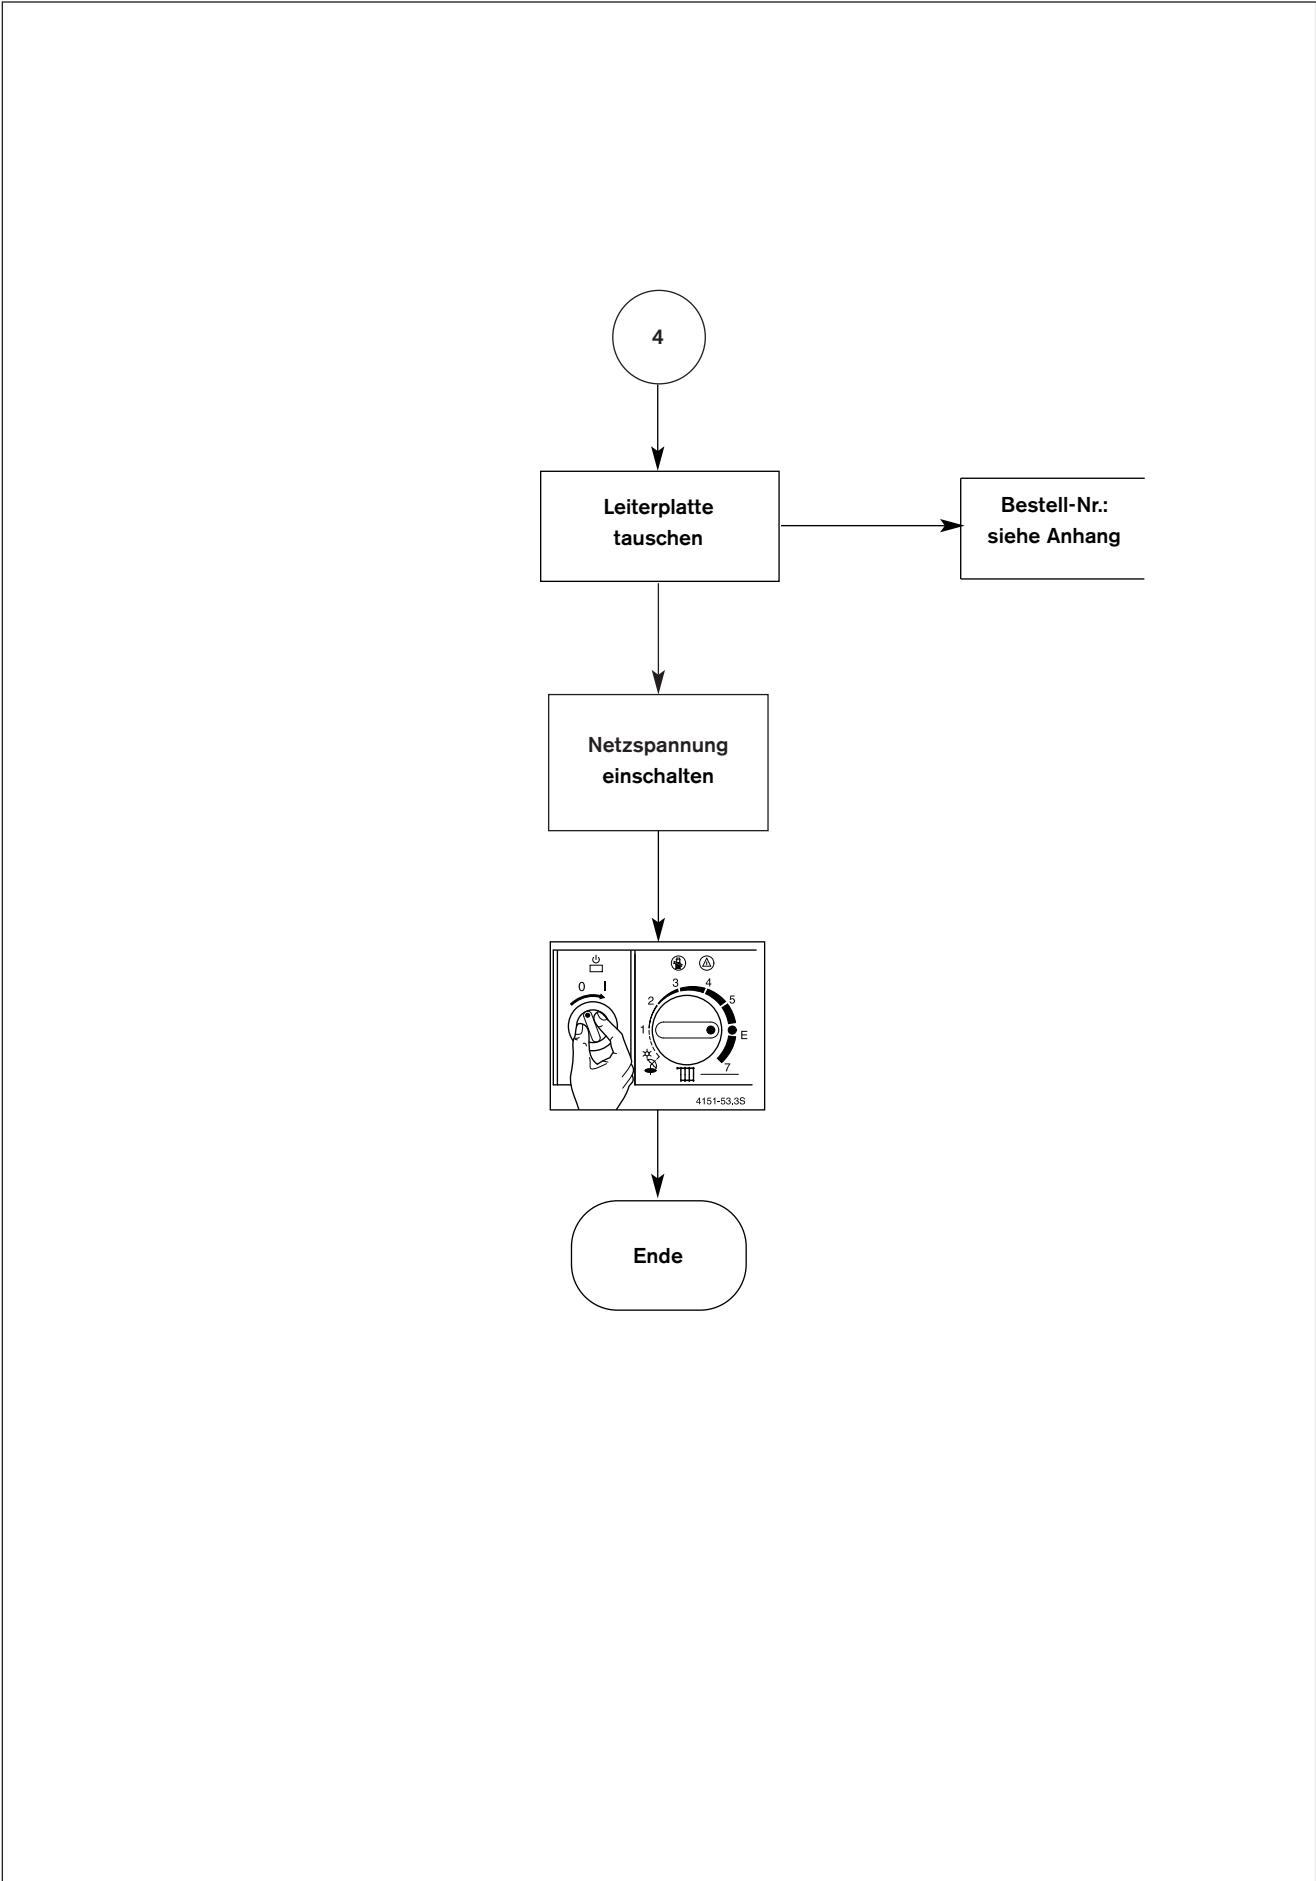 4
Leiterplatte
tauschen
Bestell-Nr.:
siehe Anhang
Netzspannung
einschalten
0 I
1 2 3 4 5 E 7
4151-53,3S
Ende